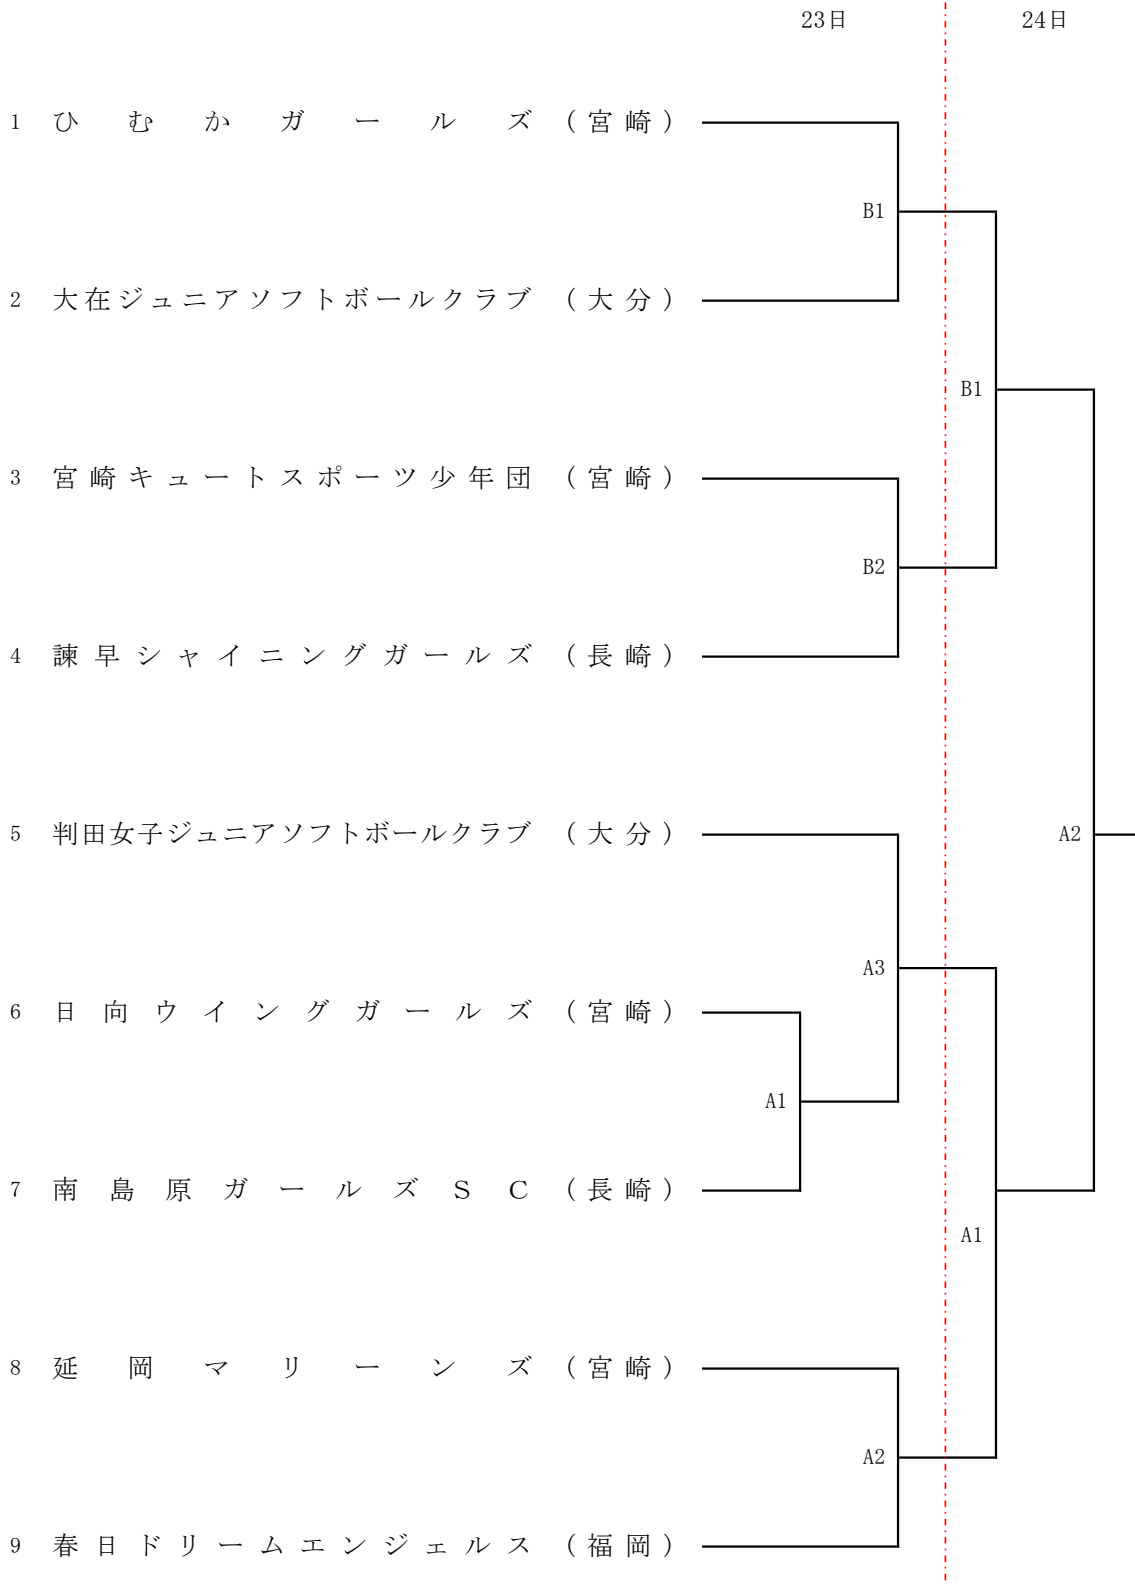 23日 24日
1 ひむかガールズ (宮崎)
B1
2 大在ジュニアソフトボールクラブ (大分)
B1
3 宮崎キュートスポーツ少年団 (宮崎)
B2
4 諫早シャイニングガールズ (長崎)
5 判田女子ジュニアソフトボールクラブ (大分) A2
A3
6 日向ウイングガールズ (宮崎)
A1
7 南島原ガールズSC (長崎)
A1
8 延岡マリーンズ (宮崎)
A2
9 春日ドリームエンジェルス (福岡)